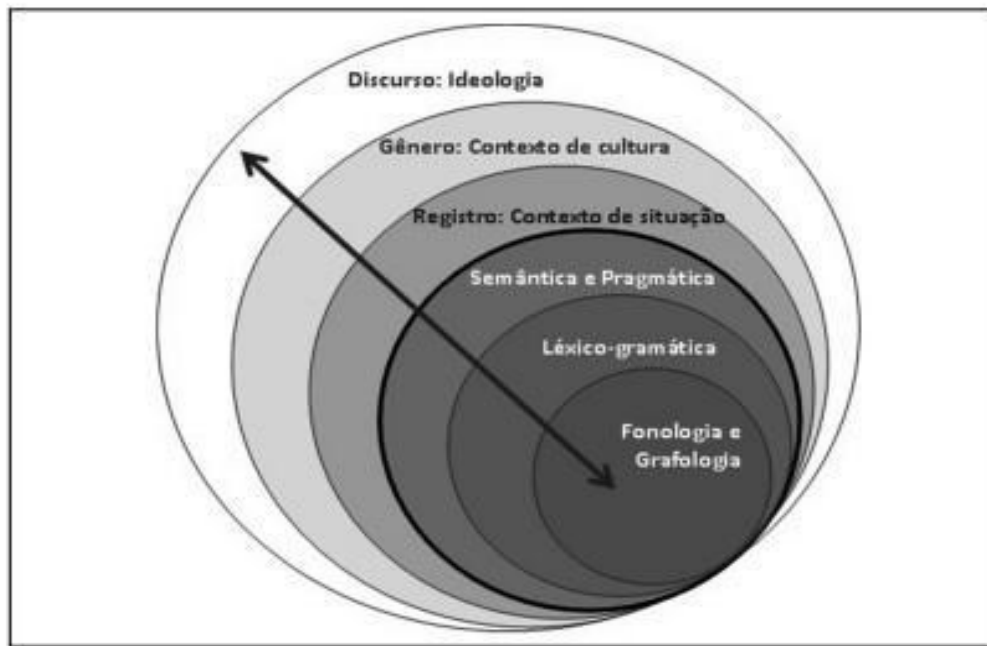 Discurso: Ideologia
Gênero: Contexto de cultura
Registro: Contexto de situação
Semântica e Pragmática
Léxico-gramática
Fonologia e
Grafologia